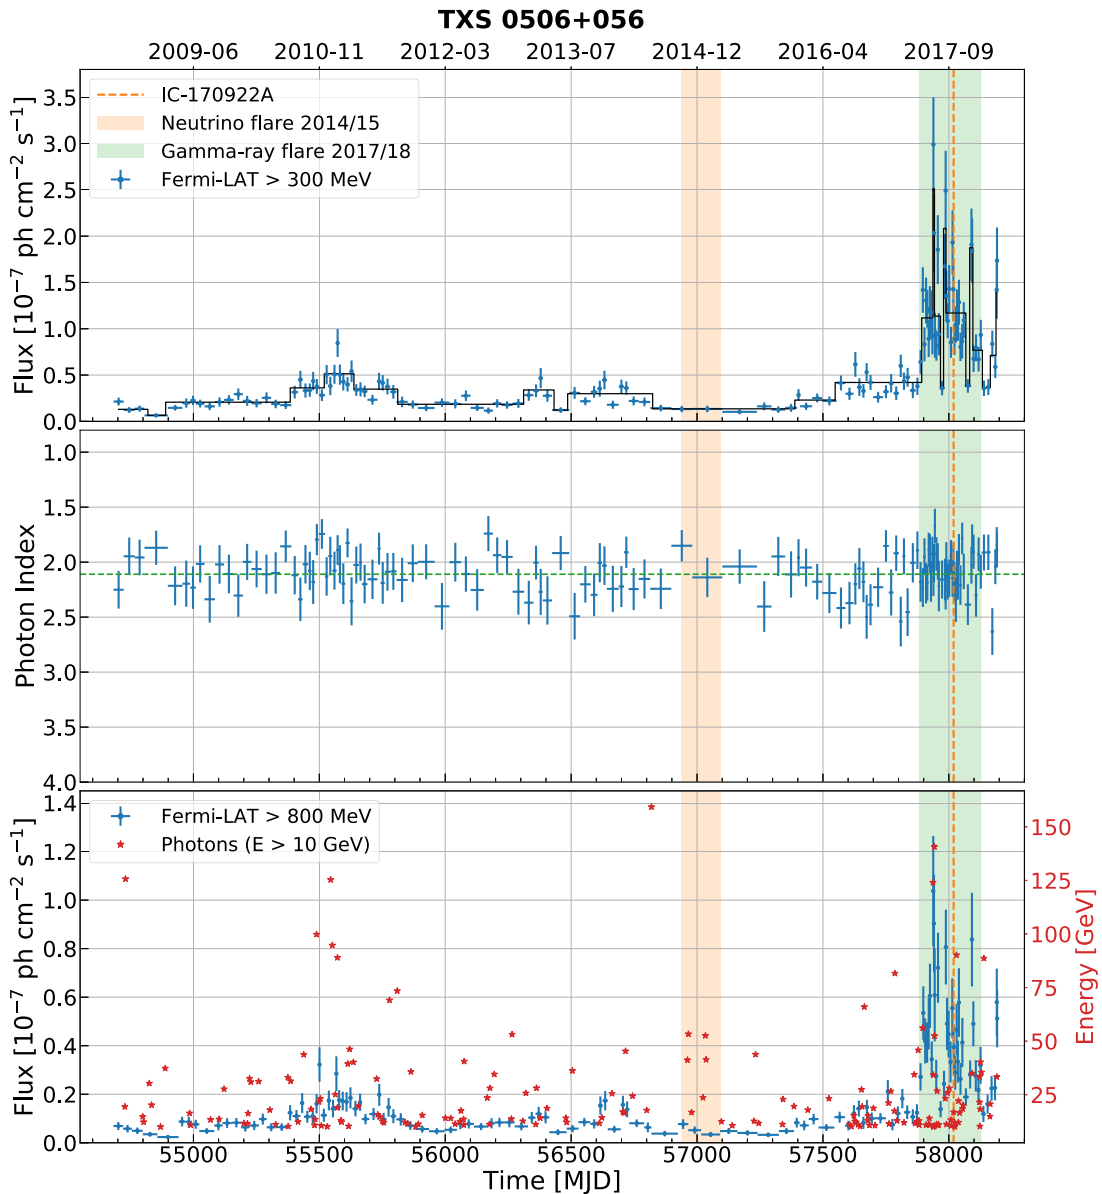 TXS 0506+056
2009-06 2010-11 2012-03 2013-07 2014-12 2016-04 2017-09
IC-170922A
Neutrino flare 2014/15
Gamma-ray flare 2017/18
Fermi-LAT > 300 MeV
Flux [10⁻⁷ ph cm⁻² s⁻¹]
3.5
3.0
2.5
2.0
1.5
1.0
0.5
0.0
Photon Index
1.0
1.5
2.0
2.5
3.0
3.5
4.0
Fermi-LAT > 800 MeV
Photons (E > 10 GeV)
Flux [10⁻⁷ ph cm⁻² s⁻¹]
1.4
1.2
1.0
0.8
0.6
0.4
0.2
0.0
150
125
100
75
50
25
Energy [GeV]
55000 55500 56000 56500 57000 57500 58000
Time [MJD]